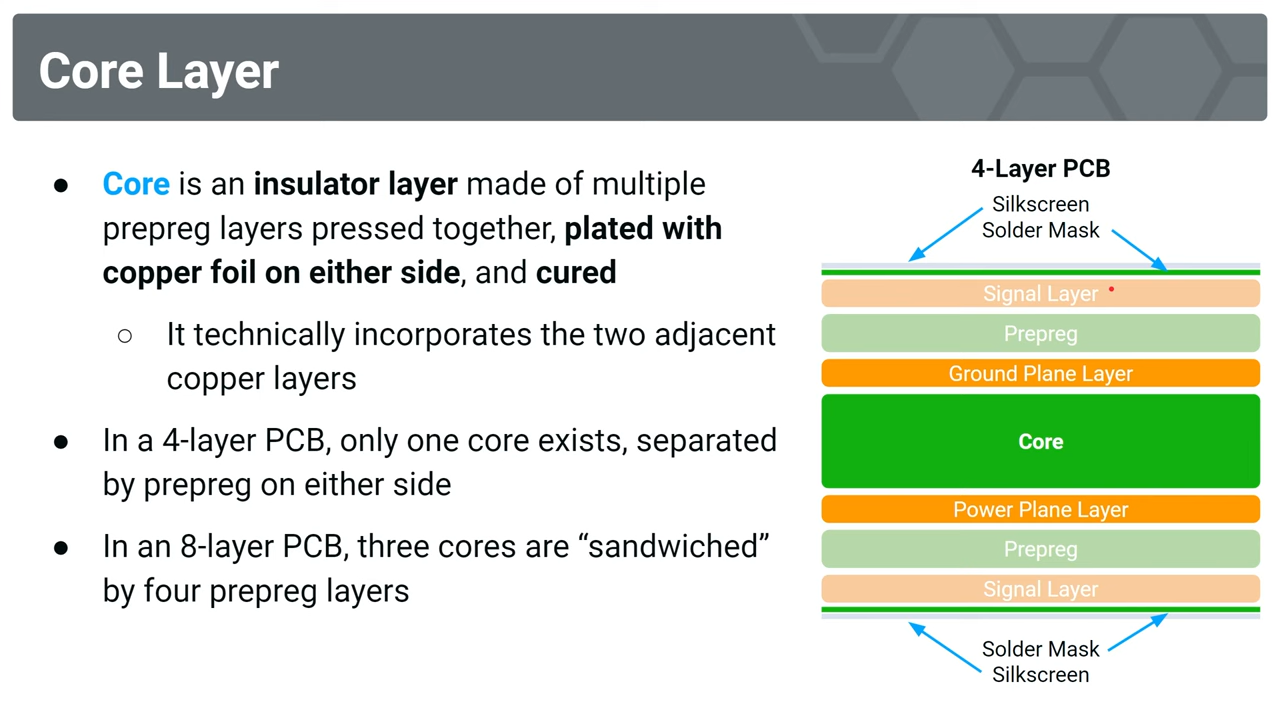 Core Layer
● Core is an insulator layer made of multiple
prepreg layers pressed together, plated with
copper foil on either side, and cured
○ It technically incorporates the two adjacent
copper layers
● In a 4-layer PCB, only one core exists, separated
by prepreg on either side
● In an 8-layer PCB, three cores are “sandwiched”
by four prepreg layers
4-Layer PCB
Silkscreen
Solder Mask
Signal Layer
Prepreg
Ground Plane Layer
Core
Power Plane Layer
Prepreg
Signal Layer
Solder Mask
Silkscreen